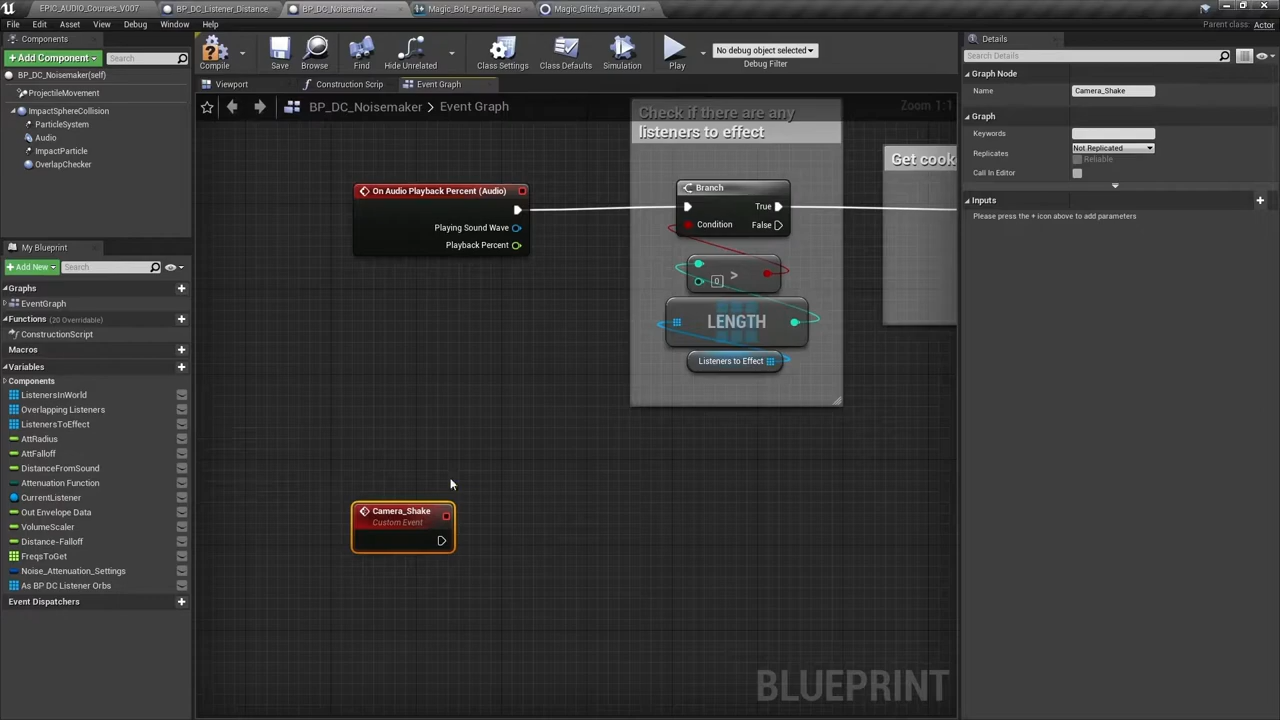 EPIC_AUDIO_Courses_V007
BP_DC_Listener_Distance
BP_DC_Noisemaker*
Magic_Bolt_Particle_Reac
Magic_Glitch_spark-001*
File
Edit
Asset
View
Debug
Window
Help
Parent class: Actor
Components
+ Add Component
Search
BP_DC_Noisemaker(self)
ProjectileMovement
ImpactSphereCollision
ParticleSystem
Audio
ImpactParticle
OverlapChecker
My Blueprint
+ Add New
Search
Graphs
EventGraph
Functions (20 Overridable)
ConstructionScript
Macros
Variables
Components
ListenersInWorld
Overlapping Listeners
ListenersToEffect
AttRadius
AttFalloff
DistanceFromSound
Attenuation Function
CurrentListener
Out Envelope Data
VolumeScaler
Distance-Falloff
FreqsToGet
Noise_Attenuation_Settings
As BP DC Listener Orbs
Event Dispatchers
Compile
Save
Browse
Find
Hide Unrelated
Class Settings
Class Defaults
Simulation
Play
No debug object selected
Debug Filter
Viewport
Construction Scrip
Event Graph
BP_DC_Noisemaker > Event Graph
Zoom 1:1
Check if there are any
listeners to effect
Get cook
On Audio Playback Percent (Audio)
Playing Sound Wave
Playback Percent
Branch
True
Condition
False
0
>
LENGTH
Listeners to Effect
Camera_Shake
Custom Event
BLUEPRINT
Details
Search Details
Graph Node
Name
Camera_Shake
Graph
Keywords
Replicates
Not Replicated
Reliable
Call In Editor
Inputs
Please press the + icon above to add parameters